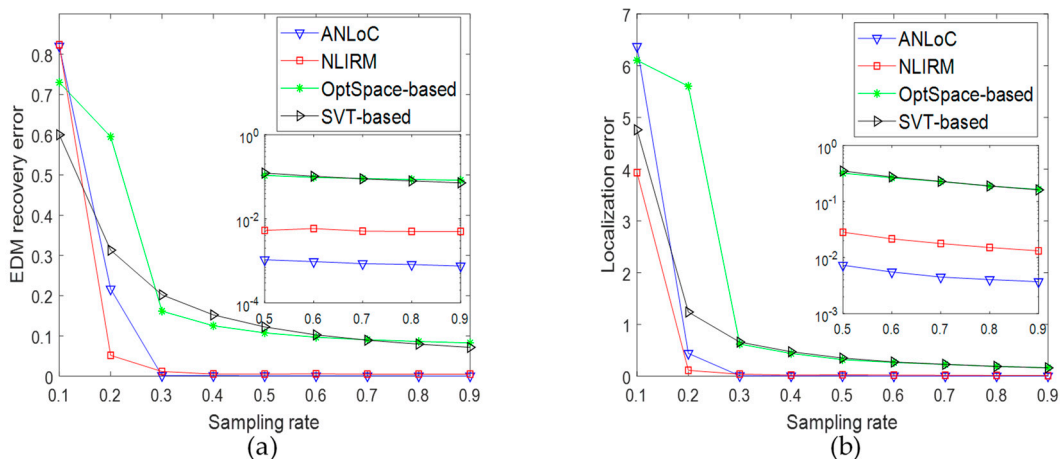 EDM recovery error
0.8
0.7
0.6
0.5
0.4
0.3
0.2
0.1
0
ANLoC
NLIRM
OptSpace-based
SVT-based
10^0
10^-2
10^-4
0.5 0.6 0.7 0.8 0.9
0.1 0.2 0.3 0.4 0.5 0.6 0.7 0.8 0.9
Sampling rate
(a)
Localization error
7
6
5
4
3
2
1
0
ANLoC
NLIRM
OptSpace-based
SVT-based
10^0
10^-1
10^-2
10^-3
0.5 0.6 0.7 0.8 0.9
0.1 0.2 0.3 0.4 0.5 0.6 0.7 0.8 0.9
Sampling rate
(b)